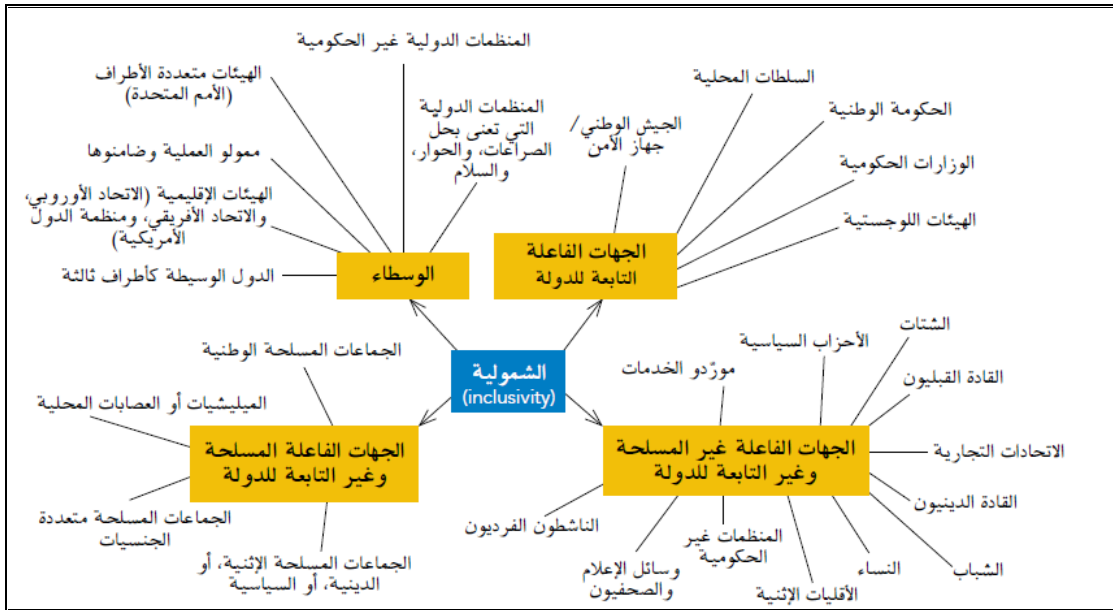 المنظمات الدولية غير الحكومية
الهيئات متعددة الأطراف
(الأمم المتحدة)
المنظمات الدولية
التي تعنى بحل
الصراعات، والحوار،
والسلام
ممولو العملية وضامنوها
الهيئات الإقليمية (الاتحاد الأوروبي،
والاتحاد الأفريقي، ومنظمة الدول
الأمريكية)
الدول الوسيطة كأطراف ثالثة
الوسطاء
السلطات المحلية
الجيش الوطني/
جهاز الأمن
الحكومة الوطنية
الوزارات الحكومية
الهيئات اللوجستية
الجهات الفاعلة
التابعة للدولة
الشمولية
(inclusivity)
الجماعات المسلحة الوطنية
الميليشيات أو العصابات المحلية
الجهات الفاعلة المسلحة
وغير التابعة للدولة
الجماعات المسلحة متعددة
الجنسيات
الجماعات المسلحة الإثنية، أو
الدينية، أو السياسية
الشتات
الأحزاب السياسية
مورّدو الخدمات
القادة القبليون
الجهات الفاعلة غير المسلحة
وغير التابعة للدولة
الاتحادات التجارية
القادة الدينيون
الناشطون الفرديون
المنظمات غير
الحكومية
وسائل الإعلام
والصحفيون
الأقليات الإثنية
النساء
الشباب